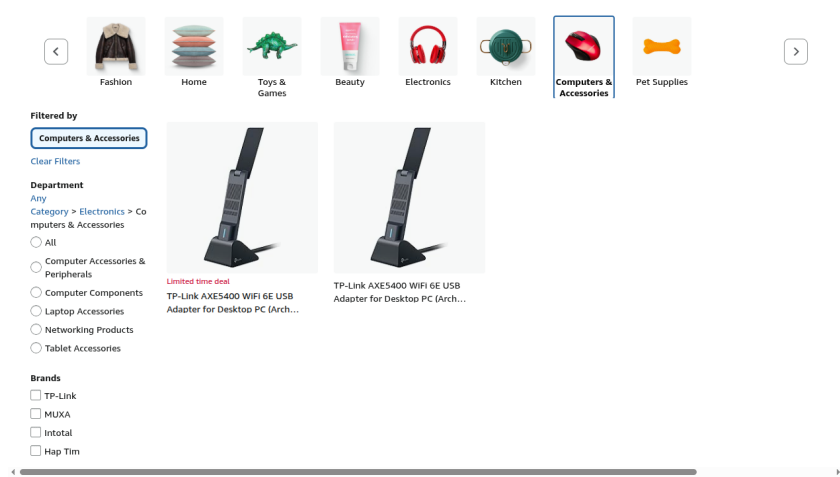 Fashion
Home
Toys &
Games
Beauty
Electronics
Kitchen
Computers &
Accessories
Pet Supplies
Filtered by
Computers & Accessories
Clear Filters
Department
Any
Category > Electronics > Co
mputers & Accessories
All
Computer Accessories &
Peripherals
Computer Components
Laptop Accessories
Networking Products
Tablet Accessories
Brands
TP-Link
MUXA
Intotal
Hap Tim
Limited time deal
TP-Link AXE5400 WiFi 6E USB
Adapter for Desktop PC (Arch...
TP-Link AXE5400 WiFi 6E USB
Adapter for Desktop PC (Arch...